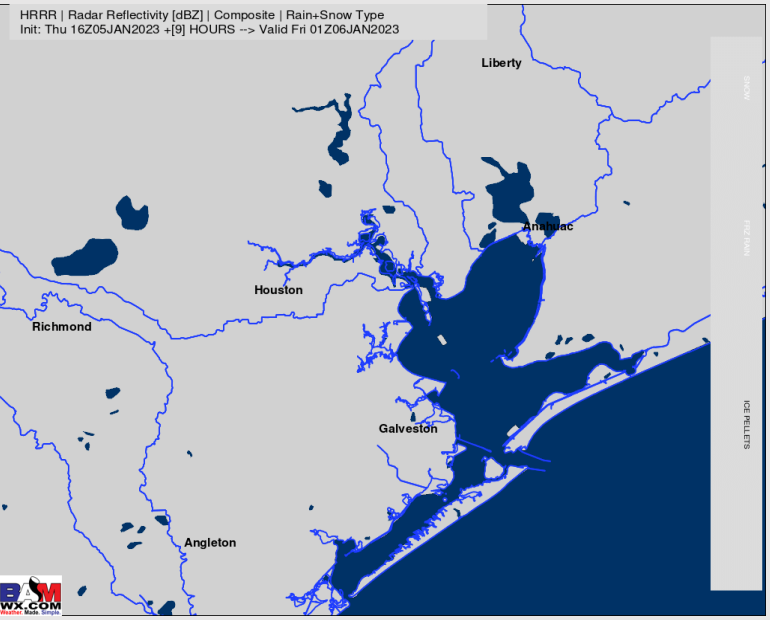 HRRR | Radar Reflectivity [dBZ] | Composite | Rain+Snow Type
Init: Thu 16Z05JAN2023 +[9] HOURS --> Valid Fri 01Z06JAN2023
Liberty
SNOW
Anahuac
FRZ RAIN
Houston
Richmond
ICE PELLETS
Galveston
Angleton
BAM
WX.COM
Weather. Made. Simple.